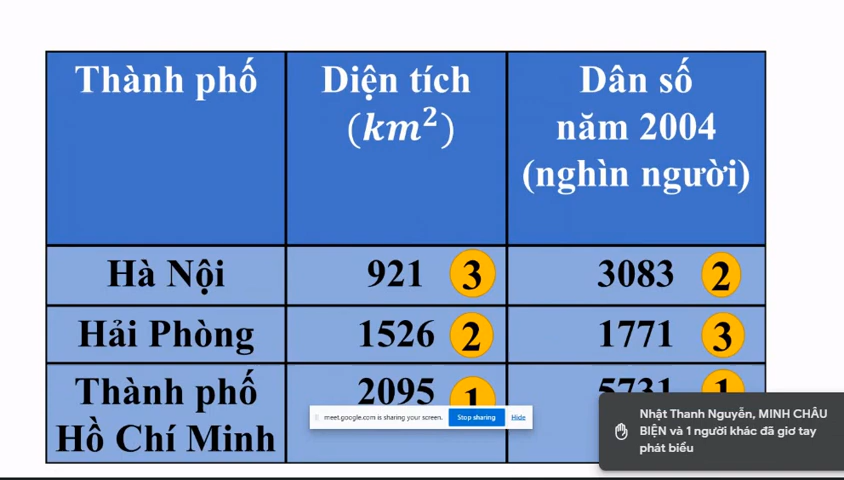 Thành phố
Diện tích
(km²)
Dân số
năm 2004
(nghìn người)
Hà Nội
921
3
3083
2
Hải Phòng
1526
2
1771
3
Thành phố
Hồ Chí Minh
2095
1
5731
1
meet.google.com is sharing your screen.
Stop sharing
Hide
Nhật Thanh Nguyễn, MINH CHÂU
BIỆN và 1 người khác đã giơ tay
phát biểu